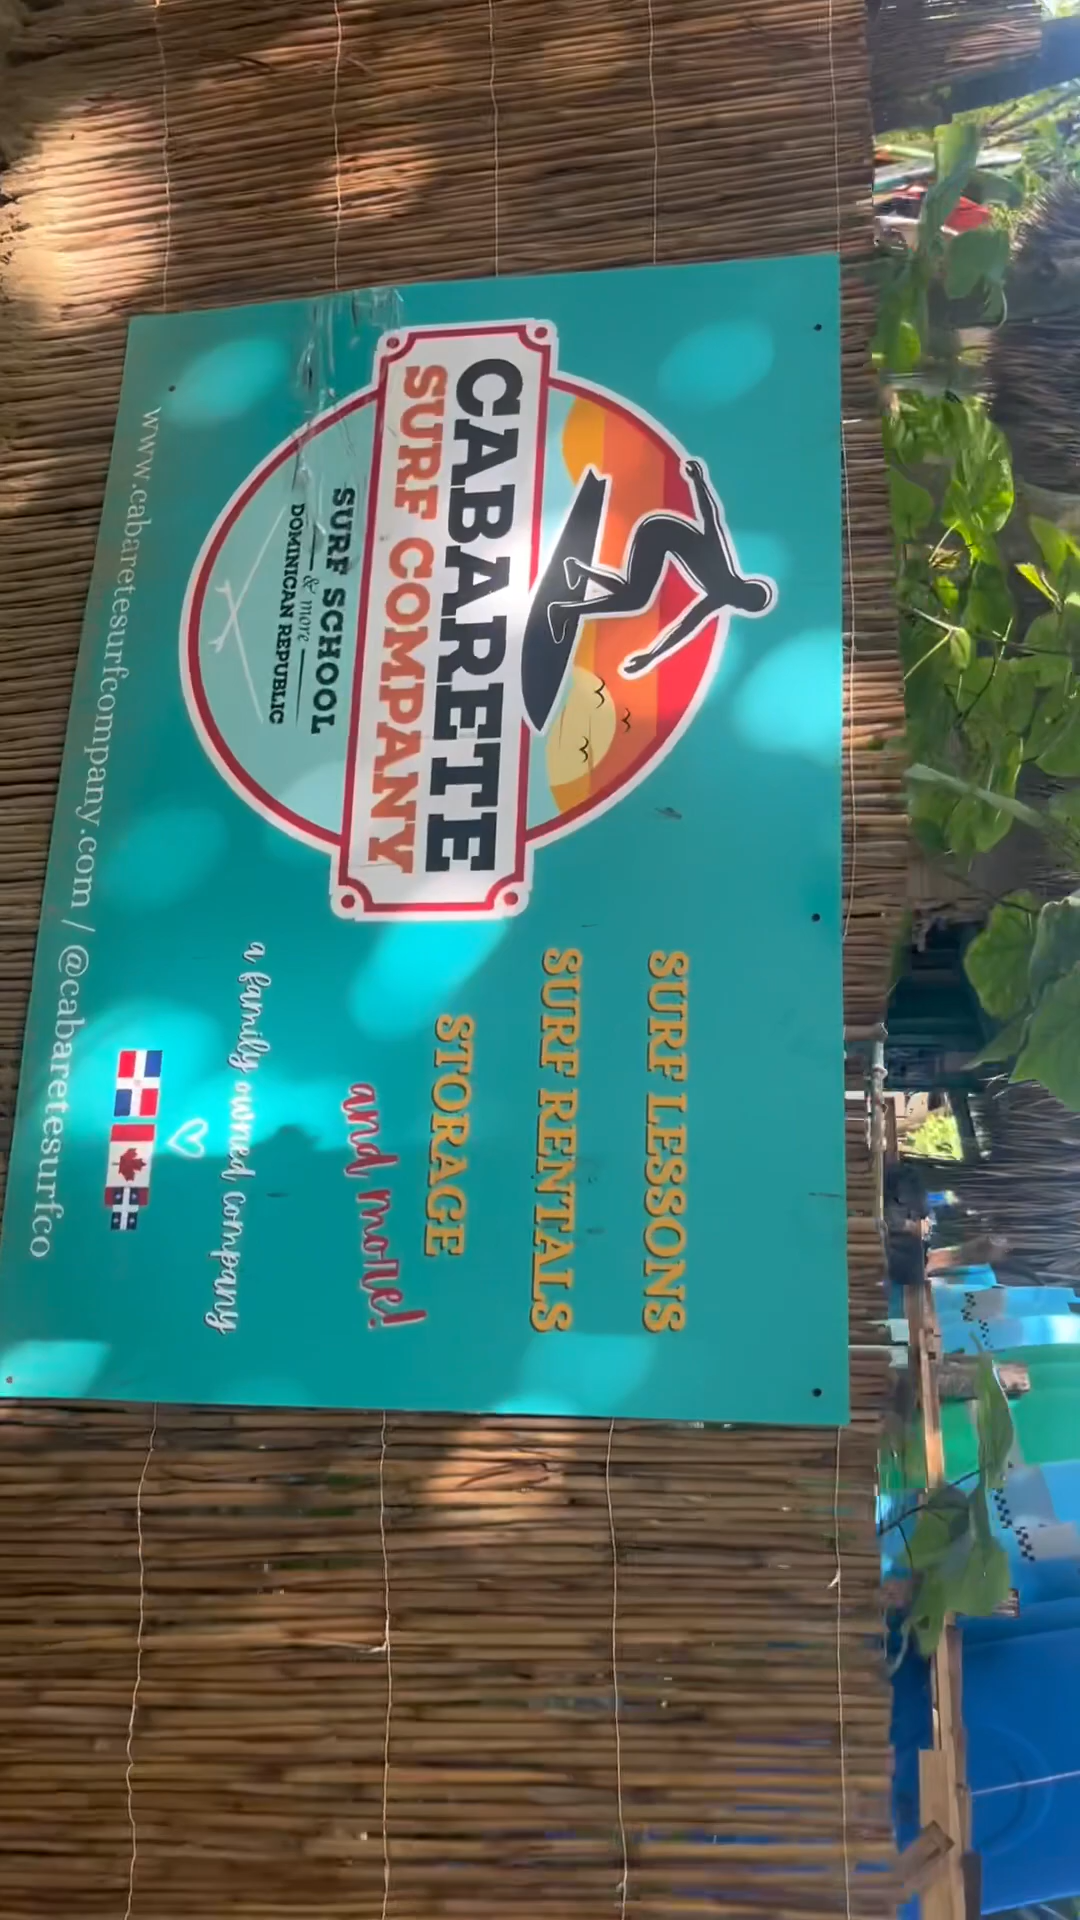 CABARETE
SURF COMPANY
SURF SCHOOL
& more
DOMINICAN REPUBLIC
SURF LESSONS
SURF RENTALS
STORAGE
and more!
a family owned company
www.cabaretesurfcompany.com / @cabaretesurfco